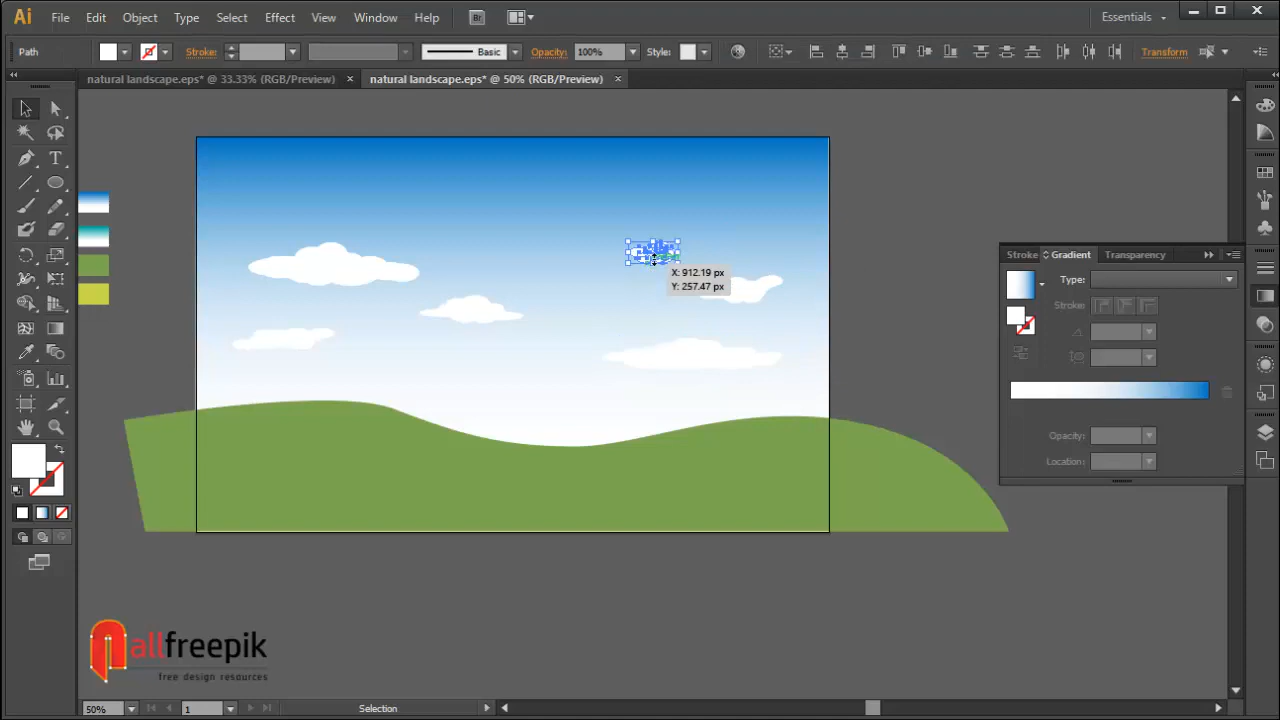 Ai File Edit Object Type Select Effect View Window Help Br Essentials
Path Stroke: Basic Opacity: 100% Style: Transform
natural landscape.eps* @ 33.33% (RGB/Preview) natural landscape.eps* @ 50% (RGB/Preview)
X: 912.19 px
Y: 257.47 px
Stroke Gradient Transparency
Type:
Stroke:
Opacity:
Location:
allfreepik
free design resources
50% 1 Selection